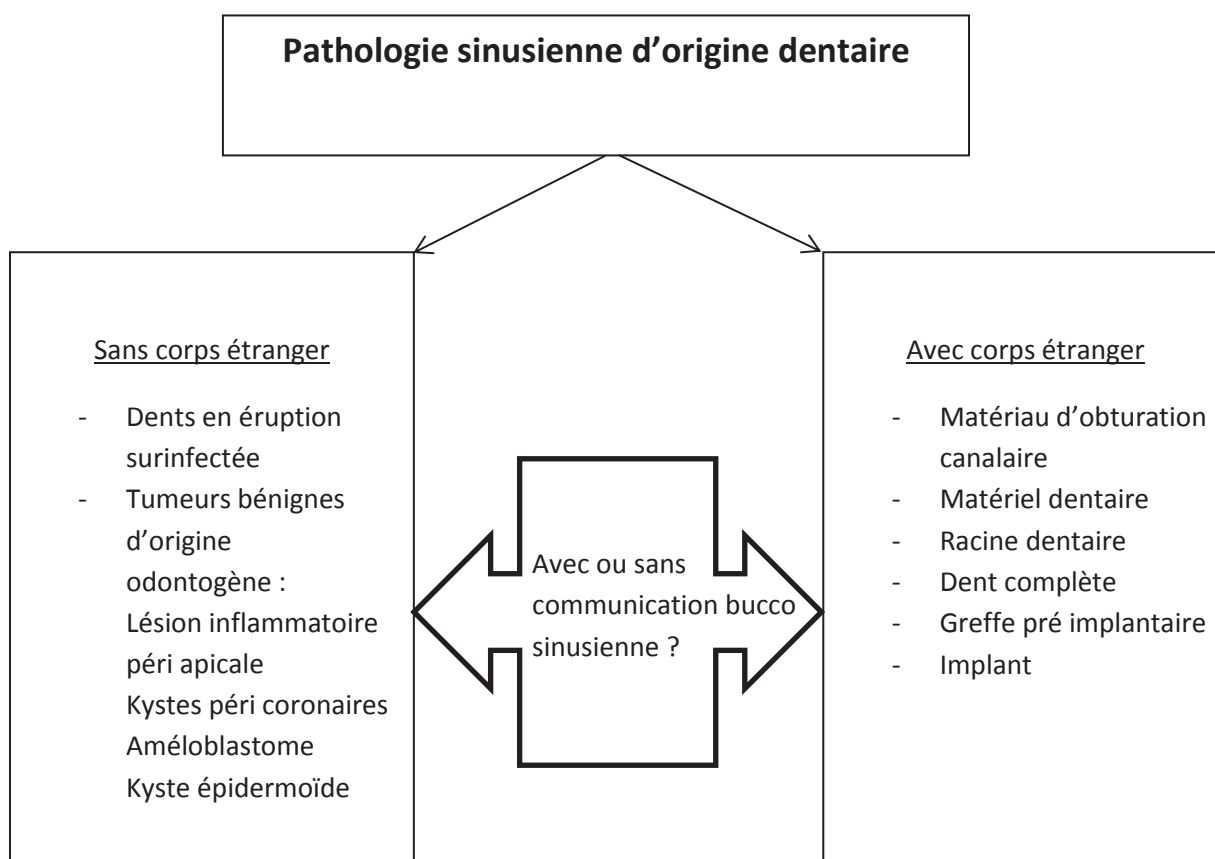 Pathologie sinusienne d’origine dentaire
Sans corps étranger
- Dents en éruption
surinfectée
- Tumeurs bénignes
d’origine
odontogène :
Lésion inflammatoire
péri apicale
Kystes péri coronaires
Améloblastome
Kyste épidermoïde
Avec ou sans
communication bucco
sinusienne ?
Avec corps étranger
- Matériau d’obturation
canalaire
- Matériel dentaire
- Racine dentaire
- Dent complète
- Greffe pré implantaire
- Implant